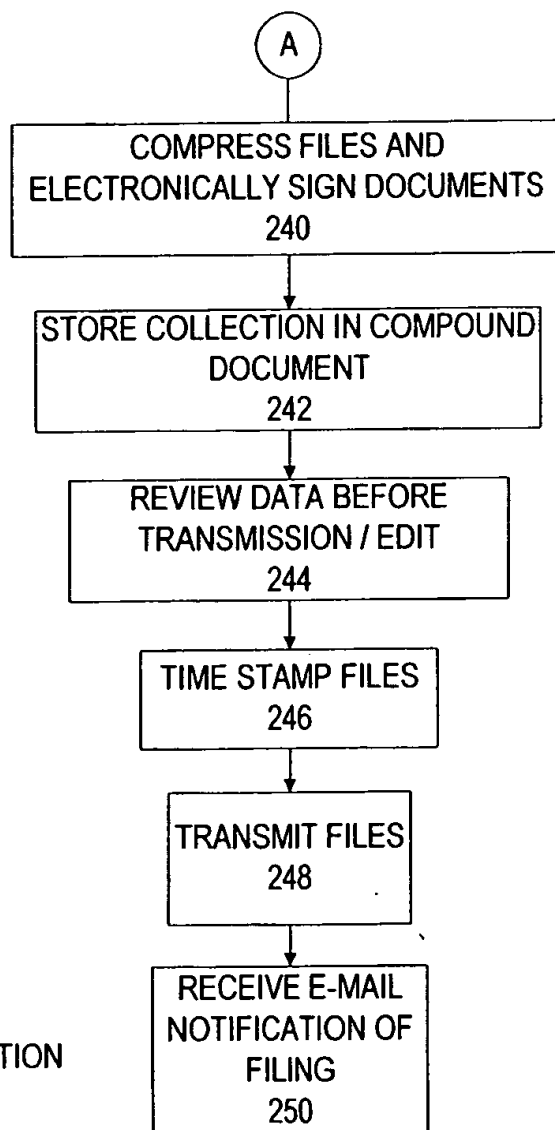 A
COMPRESS FILES AND
ELECTRONICALLY SIGN DOCUMENTS
240
STORE COLLECTION IN COMPOUND
DOCUMENT
242
REVIEW DATA BEFORE
TRANSMISSION / EDIT
244
TIME STAMP FILES
246
TRANSMIT FILES
248
RECEIVE E-MAIL
NOTIFICATION OF
FILING
250
TION